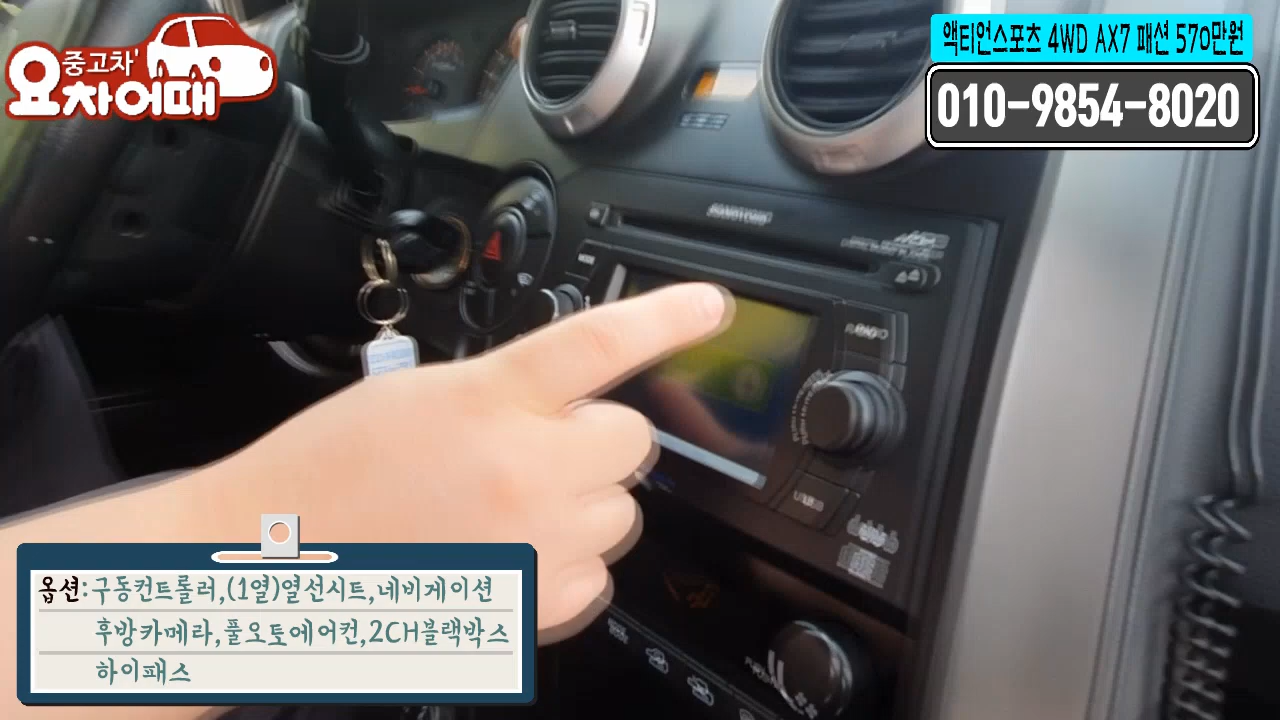 중고차'
요차어때
액티언스포츠 4WD AX7 패션 570만원
010-9854-8020
MODE
RADIO
USB
옵션:구동컨트롤러,(1열)열선시트,네비게이션
후방카메라,풀오토에어컨,2CH블랙박스
하이패스